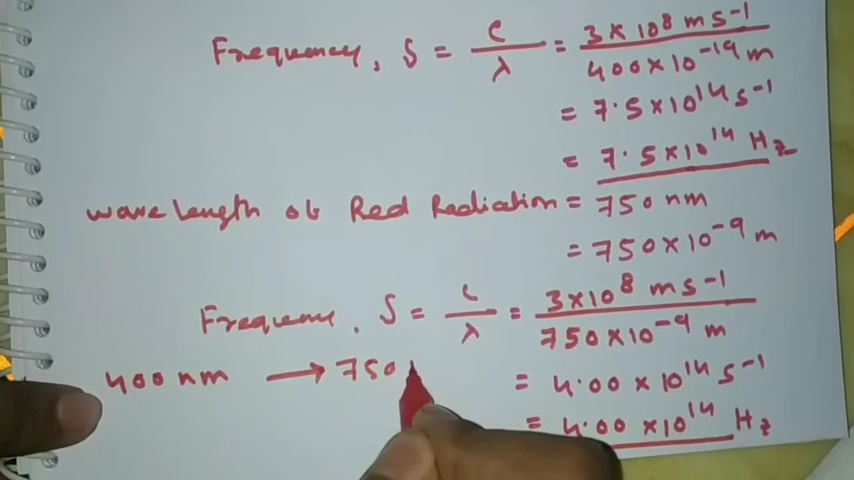 Frequency, S = c/λ = 3×10⁸ ms⁻¹ / 400×10⁻¹⁹ m
= 7.5×10¹⁴ s⁻¹
= 7.5×10¹⁴ Hz
wavelength of Red Radiation = 750 nm
= 750×10⁻⁹ m
Frequency, S = c/λ = 3×10⁸ ms⁻¹ / 750×10⁻⁹ m
400 nm → 750
= 4.00 × 10¹⁴ s⁻¹
= 4.00 ×10¹⁴ Hz